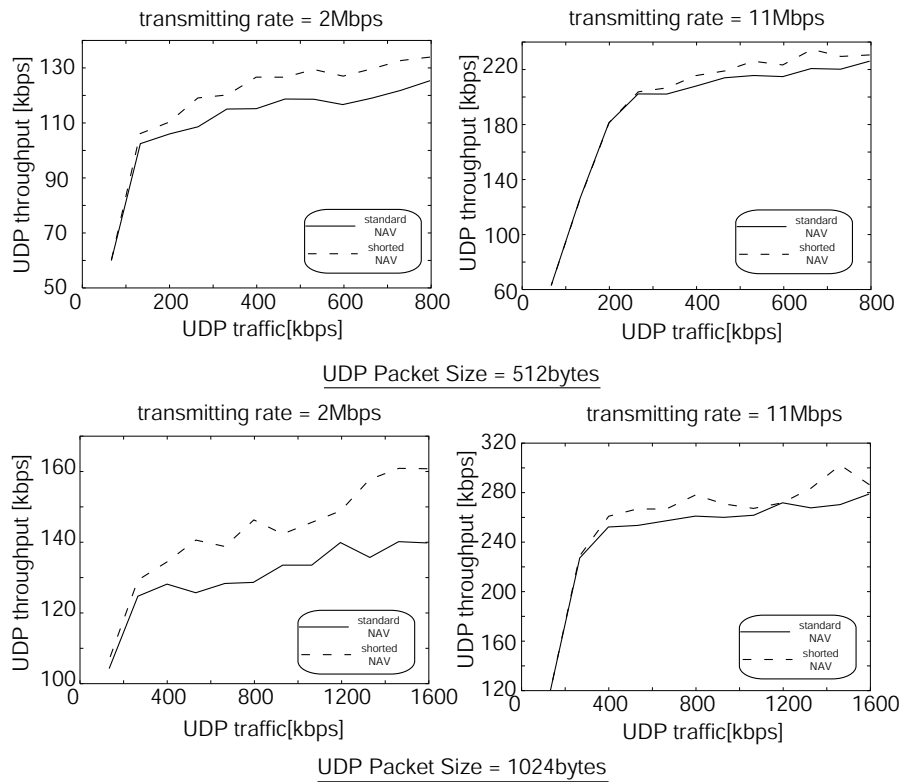 transmitting rate = 2Mbps
130
110
90
70
50
UDP throughput [kbps]
standard
NAV
shorted
NAV
0 200 400 600 800
UDP traffic[kbps]
transmitting rate = 11Mbps
220
200
120
220
60
UDP throughput [kbps]
standard
NAV
shorted
NAV
0 200 400 600 800
UDP traffic[kbps]
UDP Packet Size = 512bytes
transmitting rate = 2Mbps
160
140
120
100
UDP throughput [kbps]
standard
NAV
shorted
NAV
0 400 800 1200 1600
UDP traffic[kbps]
transmitting rate = 11Mbps
320
280
260
280
160
120
UDP throughput [kbps]
standard
NAV
shorted
NAV
0 400 800 1200 1600
UDP traffic[kbps]
UDP Packet Size = 1024bytes